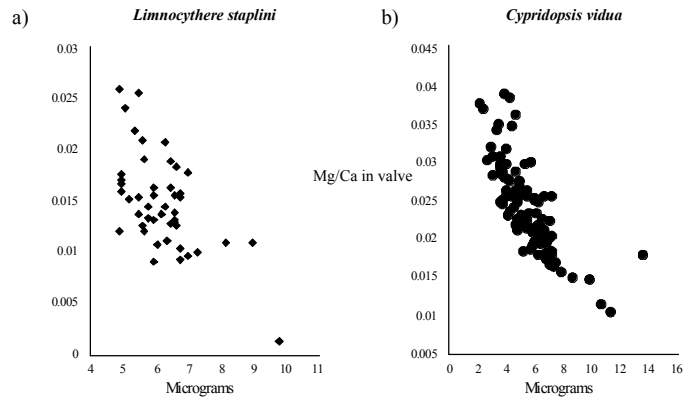 a)
Limnocythere staplini
0.03
0.025
0.02
0.015
0.01
0.005
0
4 5 6 7 8 9 10 11
Micrograms
b)
Cypridopsis vidua
Mg/Ca in valve
0.045
0.04
0.035
0.03
0.025
0.02
0.015
0.01
0.005
0 2 4 6 8 10 12 14 16
Micrograms